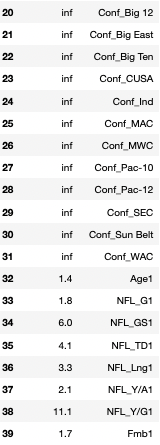 20 inf Conf_Big 12
21 inf Conf_Big East
22 inf Conf_Big Ten
23 inf Conf_CUSA
24 inf Conf_Ind
25 inf Conf_MAC
26 inf Conf_MWC
27 inf Conf_Pac-10
28 inf Conf_Pac-12
29 inf Conf_SEC
30 inf Conf_Sun Belt
31 inf Conf_WAC
32 1.4 Age1
33 1.8 NFL_G1
34 6.0 NFL_GS1
35 4.1 NFL_TD1
36 3.3 NFL_Lng1
37 2.1 NFL_Y/A1
38 11.1 NFL_Y/G1
39 1.7 Fmb1